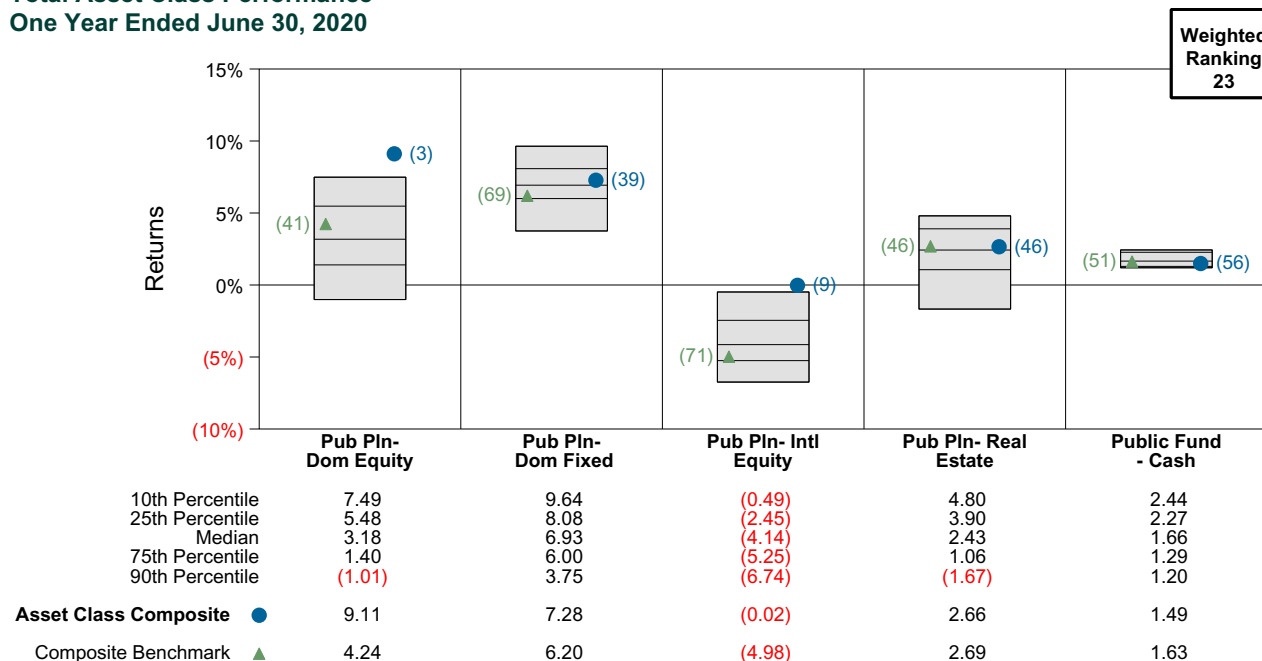 One Year Ended June 30, 2020
Weighted
Ranking
23
15%
10%
5%
0%
(5%)
(10%)
Returns
(41)
(3)
(69)
(39)
(71)
(9)
(46)
(46)
(51)
(56)
Pub Pln-
Dom Equity
Pub Pln-
Dom Fixed
Pub Pln- Intl
Equity
Pub Pln- Real
Estate
Public Fund
- Cash
10th Percentile 7.49 9.64 (0.49) 4.80 2.44
25th Percentile 5.48 8.08 (2.45) 3.90 2.27
Median 3.18 6.93 (4.14) 2.43 1.66
75th Percentile 1.40 6.00 (5.25) 1.06 1.29
90th Percentile (1.01) 3.75 (6.74) (1.67) 1.20
Asset Class Composite 9.11 7.28 (0.02) 2.66 1.49
Composite Benchmark 4.24 6.20 (4.98) 2.69 1.63